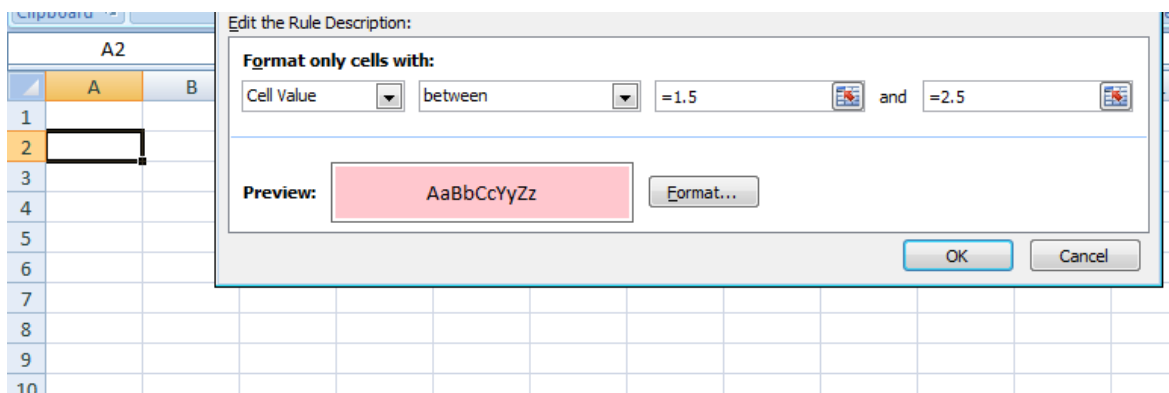 Clipboard
Edit the Rule Description:
A2
Format only cells with:
A B
Cell Value between =1.5 and =2.5
1
2
3
Preview: AaBbCcYyZz Format...
4
5
OK Cancel
6
7
8
9
10